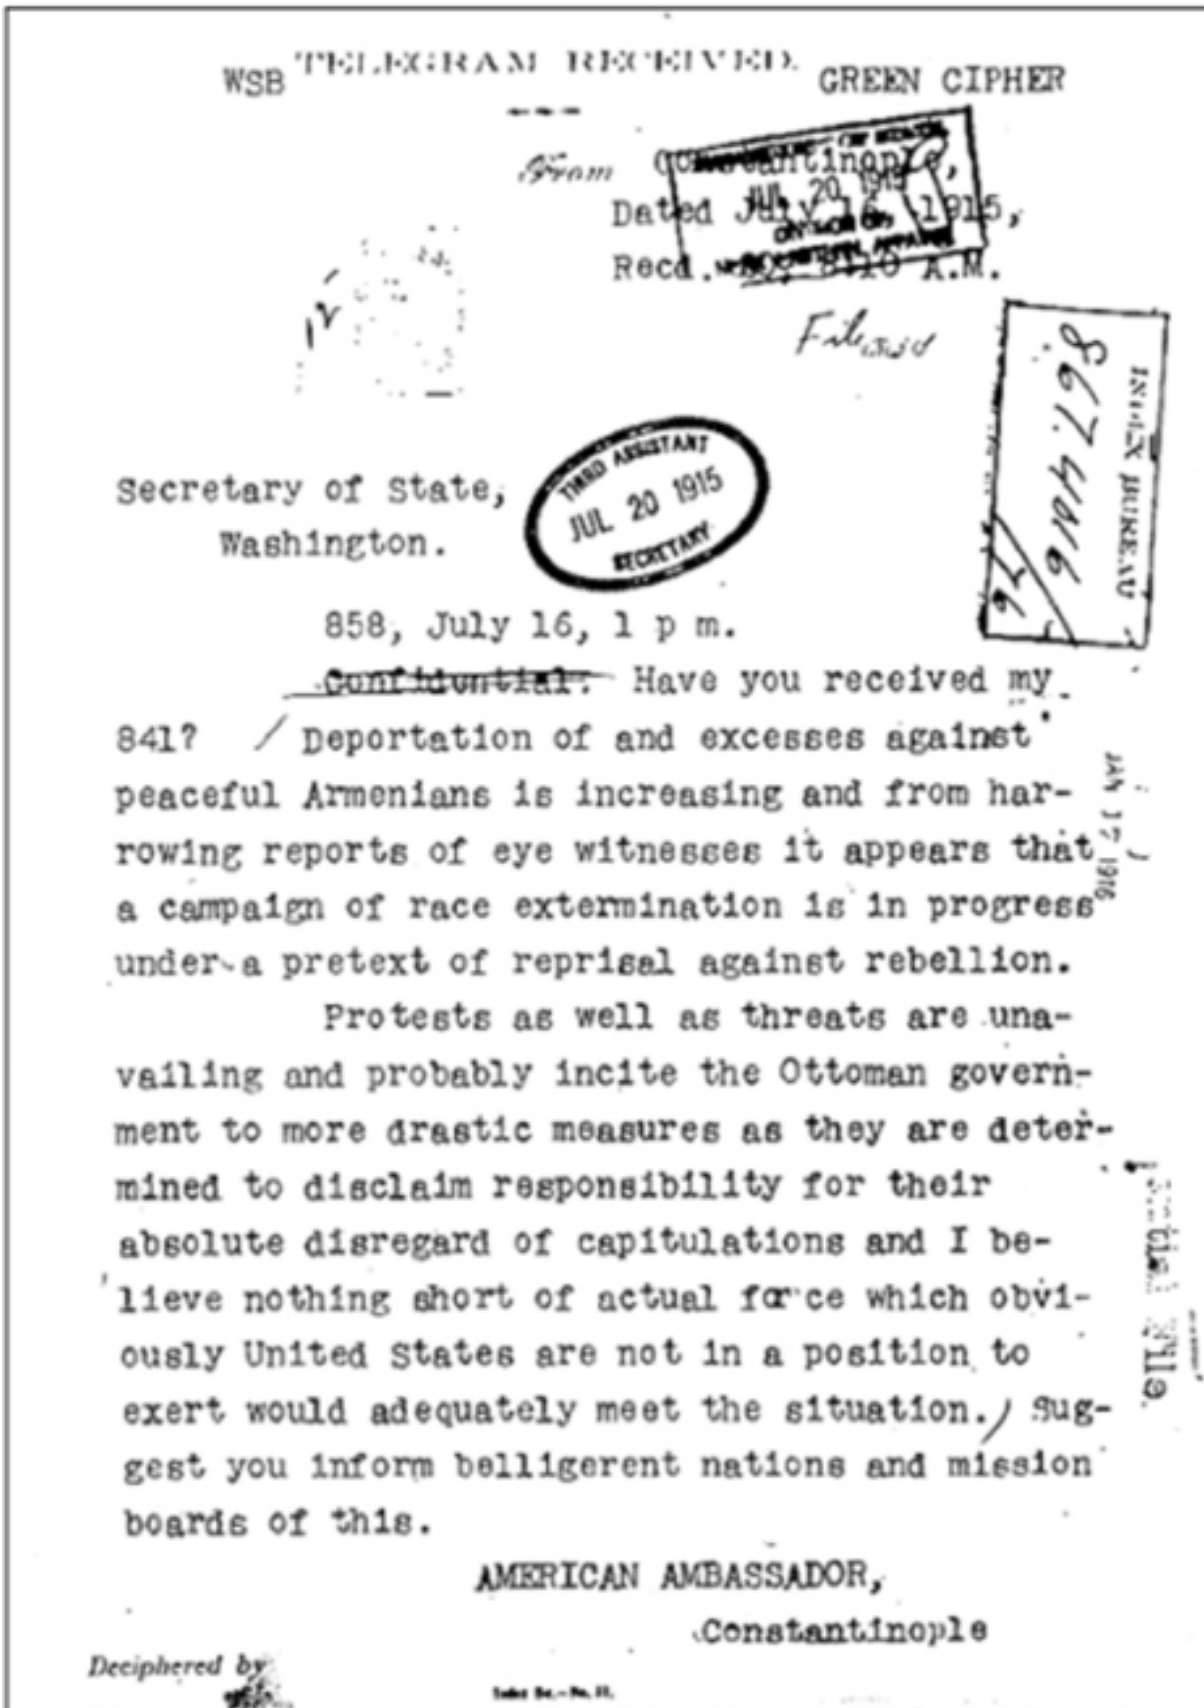 TELEGRAM RECEIVED.
WSB
GREEN CIPHER
From Constantinople,
JUL 20 1915
Dated July 16, 1915,
Recd. 8:10 A.M.
File
INDEX BUREAU
867.4016
76
Secretary of State,
Washington.
THIRD ASSISTANT
JUL 20 1915
SECRETARY
858, July 16, 1 p m.
Confidential. Have you received my
841? / Deportation of and excesses against
peaceful Armenians is increasing and from har-
rowing reports of eye witnesses it appears that
a campaign of race extermination is in progress
under a pretext of reprisal against rebellion.
JAN 17 1916
Protests as well as threats are una-
vailing and probably incite the Ottoman govern-
ment to more drastic measures as they are deter-
mined to disclaim responsibility for their
absolute disregard of capitulations and I be-
lieve nothing short of actual force which obvi-
ously United States are not in a position to
exert would adequately meet the situation./ Sug-
gest you inform belligerent nations and mission
boards of this.
AMERICAN AMBASSADOR,
Constantinople
Deciphered by